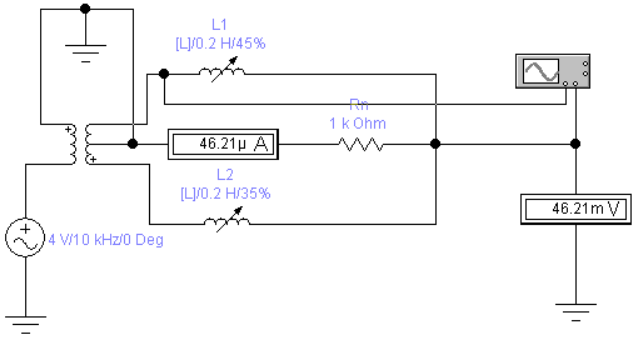 L1
[L]/0.2 H/45%
Rn
1 k Ohm
46.21µ A
L2
[L]/0.2 H/35%
46.21m V
4 V/10 kHz/0 Deg